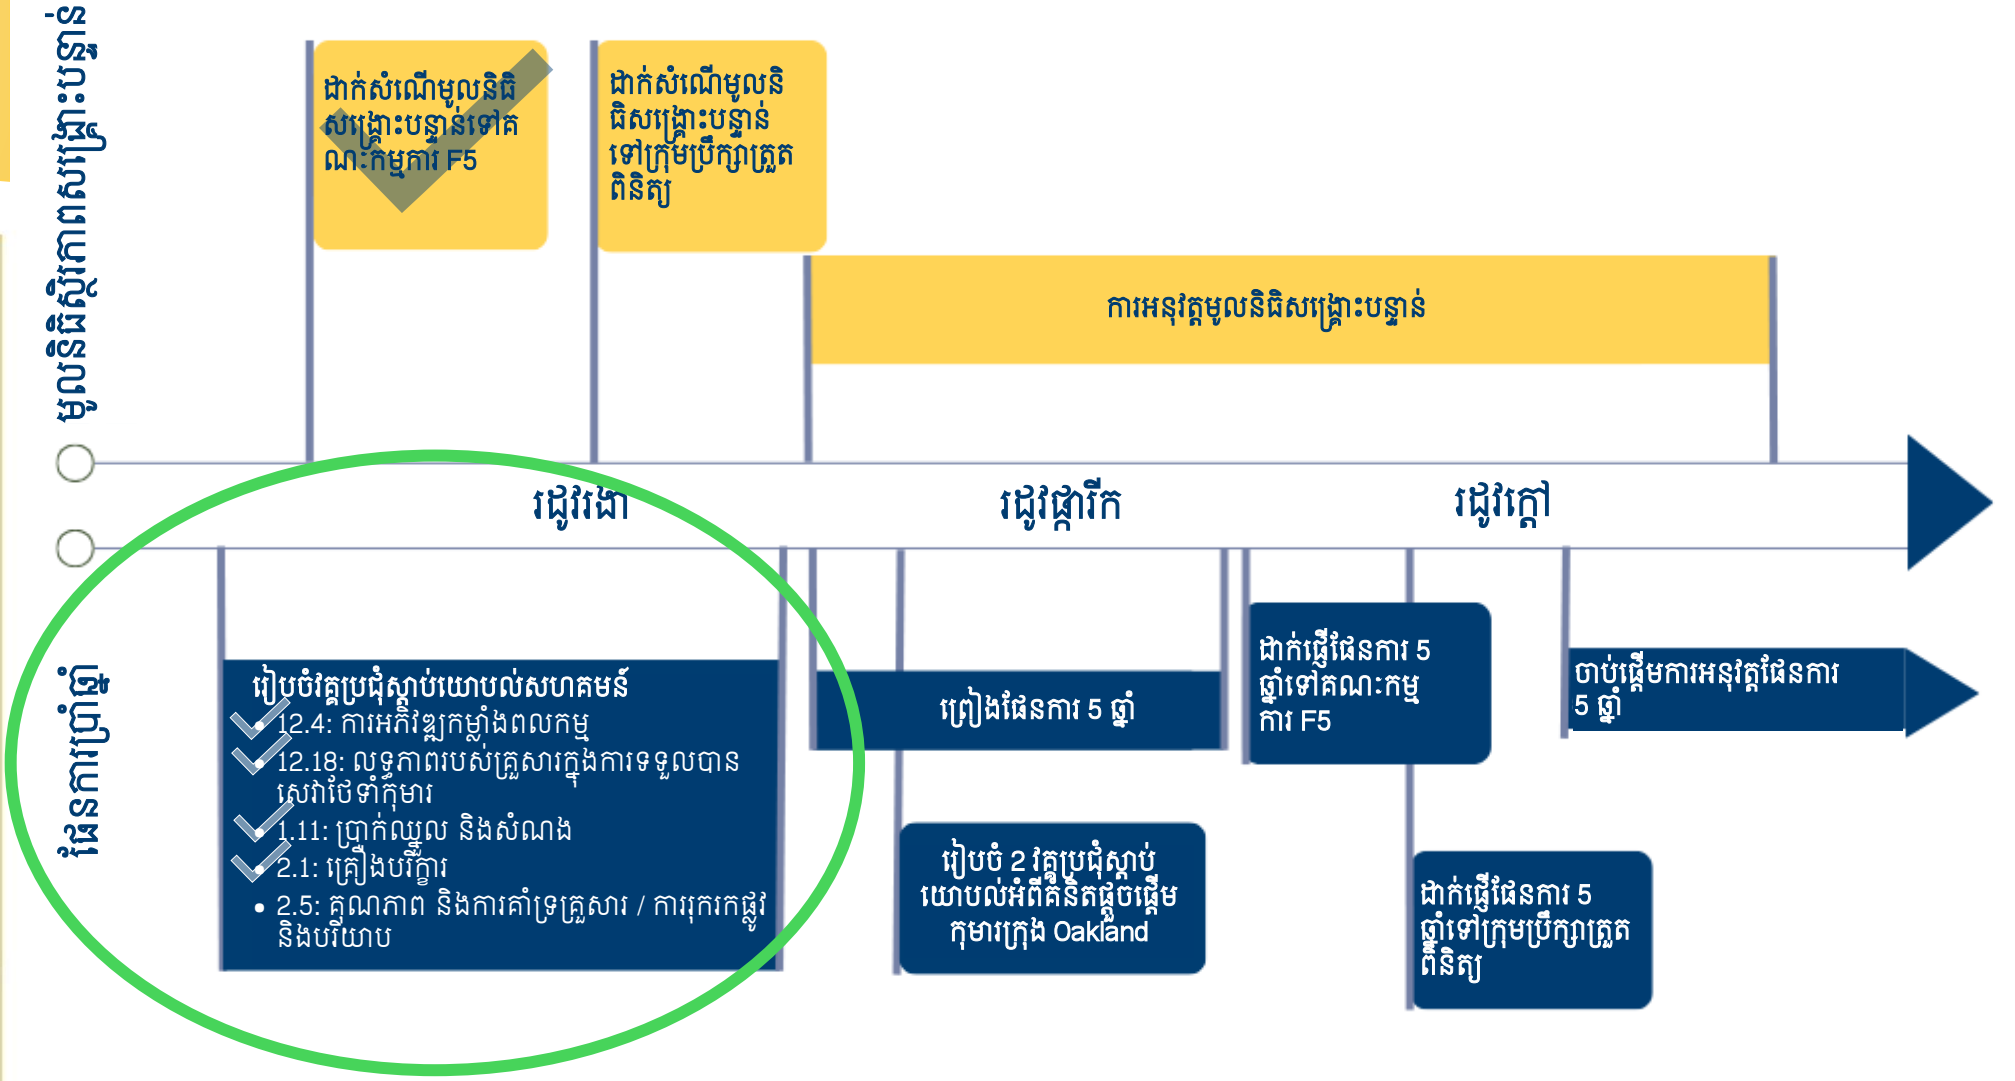 មូលនិធិស្ថិរភាពសង្គ្រោះបន្ទាន់
ដាក់សំណើមូលនិធិ
សង្គ្រោះបន្ទាន់ទៅគ
ណៈកម្មការ F5
ដាក់សំណើមូលនិ
ធិសង្គ្រោះបន្ទាន់
ទៅក្រុមប្រឹក្សាត្រួត
ពិនិត្យ
ការអនុវត្តមូលនិធិសង្គ្រោះបន្ទាន់
រដូវរងា
រដូវផ្ការីក
រដូវក្តៅ
ផែនការប្រាំឆ្នាំ
រៀបចំវគ្គប្រជុំស្តាប់យោបល់សហគមន៍
• 12.4: ការអភិវឌ្ឍកម្លាំងពលកម្ម
• 12.18: លទ្ធភាពរបស់គ្រួសារក្នុងការទទួលបាន
សេវាថែទាំកុមារ
• 1.11: ប្រាក់ឈ្នួល និងសំណង
• 2.1: គ្រឿងបរិក្ខារ
• 2.5: គុណភាព និងការគាំទ្រគ្រួសារ / ការរុករកផ្លូវ
និងបរិយាប
ព្រៀងផែនការ 5 ឆ្នាំ
រៀបចំ 2 វគ្គប្រជុំស្តាប់
យោបល់អំពីគំនិតផ្តួចផ្តើម
កុមារក្រុង Oakland
ដាក់ផ្ញើផែនការ 5
ឆ្នាំទៅគណៈកម្ម
ការ F5
ដាក់ផ្ញើផែនការ 5
ឆ្នាំទៅក្រុមប្រឹក្សាត្រួត
ពិនិត្យ
ចាប់ផ្តើមការអនុវត្តផែនការ
5 ឆ្នាំ